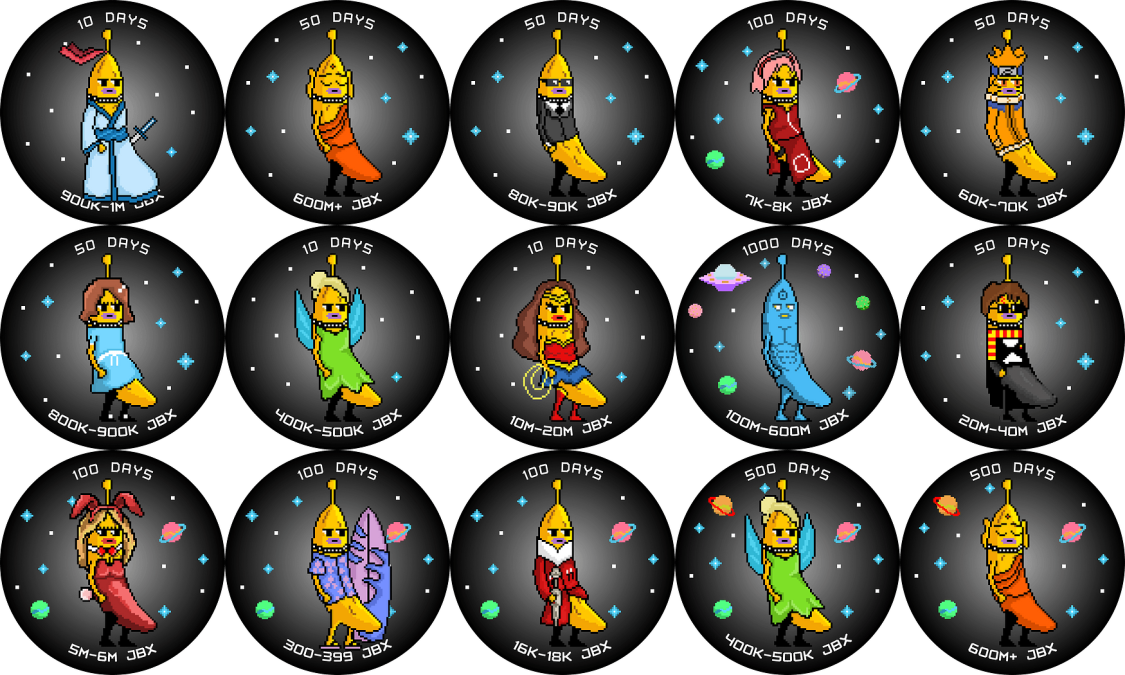 10 DAYS
900K-1M JBX
50 DAYS
600M+ JBX
50 DAYS
80K-90K JBX
100 DAYS
7K-8K JBX
50 DAYS
60K-70K JBX
50 DAYS
800K-900K JBX
10 DAYS
400K-500K JBX
10 DAYS
10M-20M JBX
1000 DAYS
100M-600M JBX
50 DAYS
20M-40M JBX
100 DAYS
5M-6M JBX
100 DAYS
300-399 JBX
100 DAYS
16K-18K JBX
500 DAYS
400K-500K JBX
500 DAYS
600M+ JBX